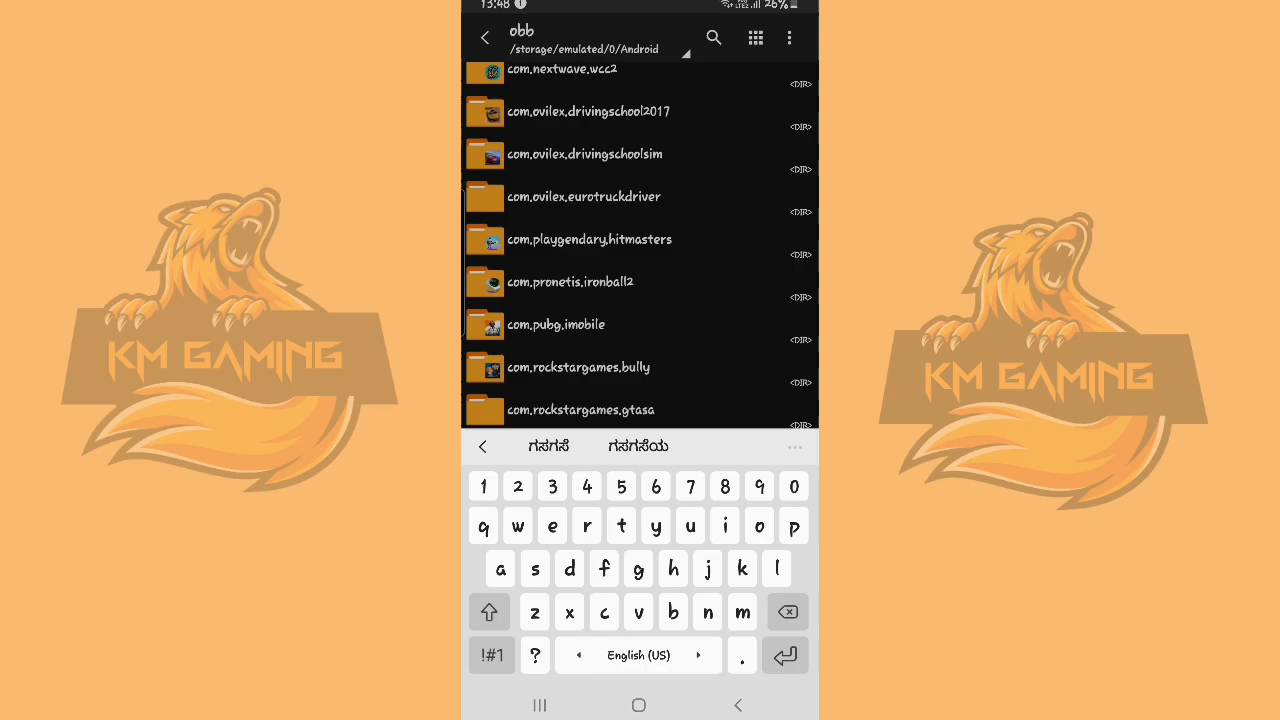 13:48 26%
obb
/storage/emulated/0/Android
com.nextwave.wcc2
<DIR>
com.ovilex.drivingschool2017
<DIR>
com.ovilex.drivingschoolsim
<DIR>
com.ovilex.eurotruckdriver
<DIR>
com.playgendary.hitmasters
<DIR>
com.pronetis.ironball2
<DIR>
com.pubg.imobile
<DIR>
com.rockstargames.bully
<DIR>
com.rockstargames.gtasa
<DIR>
KM GAMING
KM GAMING
ಗಸಗಸೆ ಗಸಗಸೆಯ
1 2 3 4 5 6 7 8 9 0
q w e r t y u i o p
a s d f g h j k l
z x c v b n m
!#1 ? English (US) .